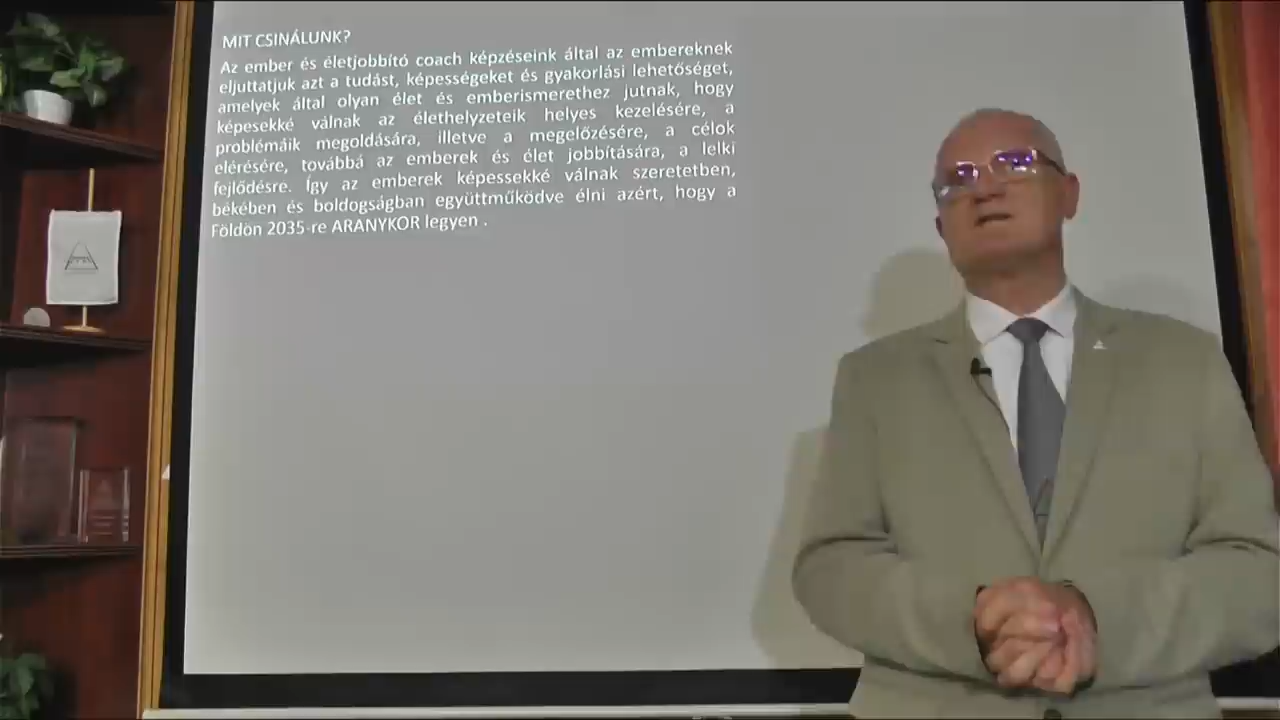 MIT CSINÁLUNK?
Az ember és életjobbító coach képzéseink által az embereknek
eljuttatjuk azt a tudást, képességeket és gyakorlási lehetőséget,
amelyek által olyan élet és emberismerethez jutnak, hogy
képesekké válnak az élethelyzeteik helyes kezelésére, a
problémáik megoldására, illetve a megelőzésére, a célok
elérésére, továbbá az emberek és élet jobbítására, a lelki
fejlődésre. Így az emberek képessekké válnak szeretetben,
békében és boldogságban együttműködve élni azért, hogy a
Földön 2035-re ARANYKOR legyen .